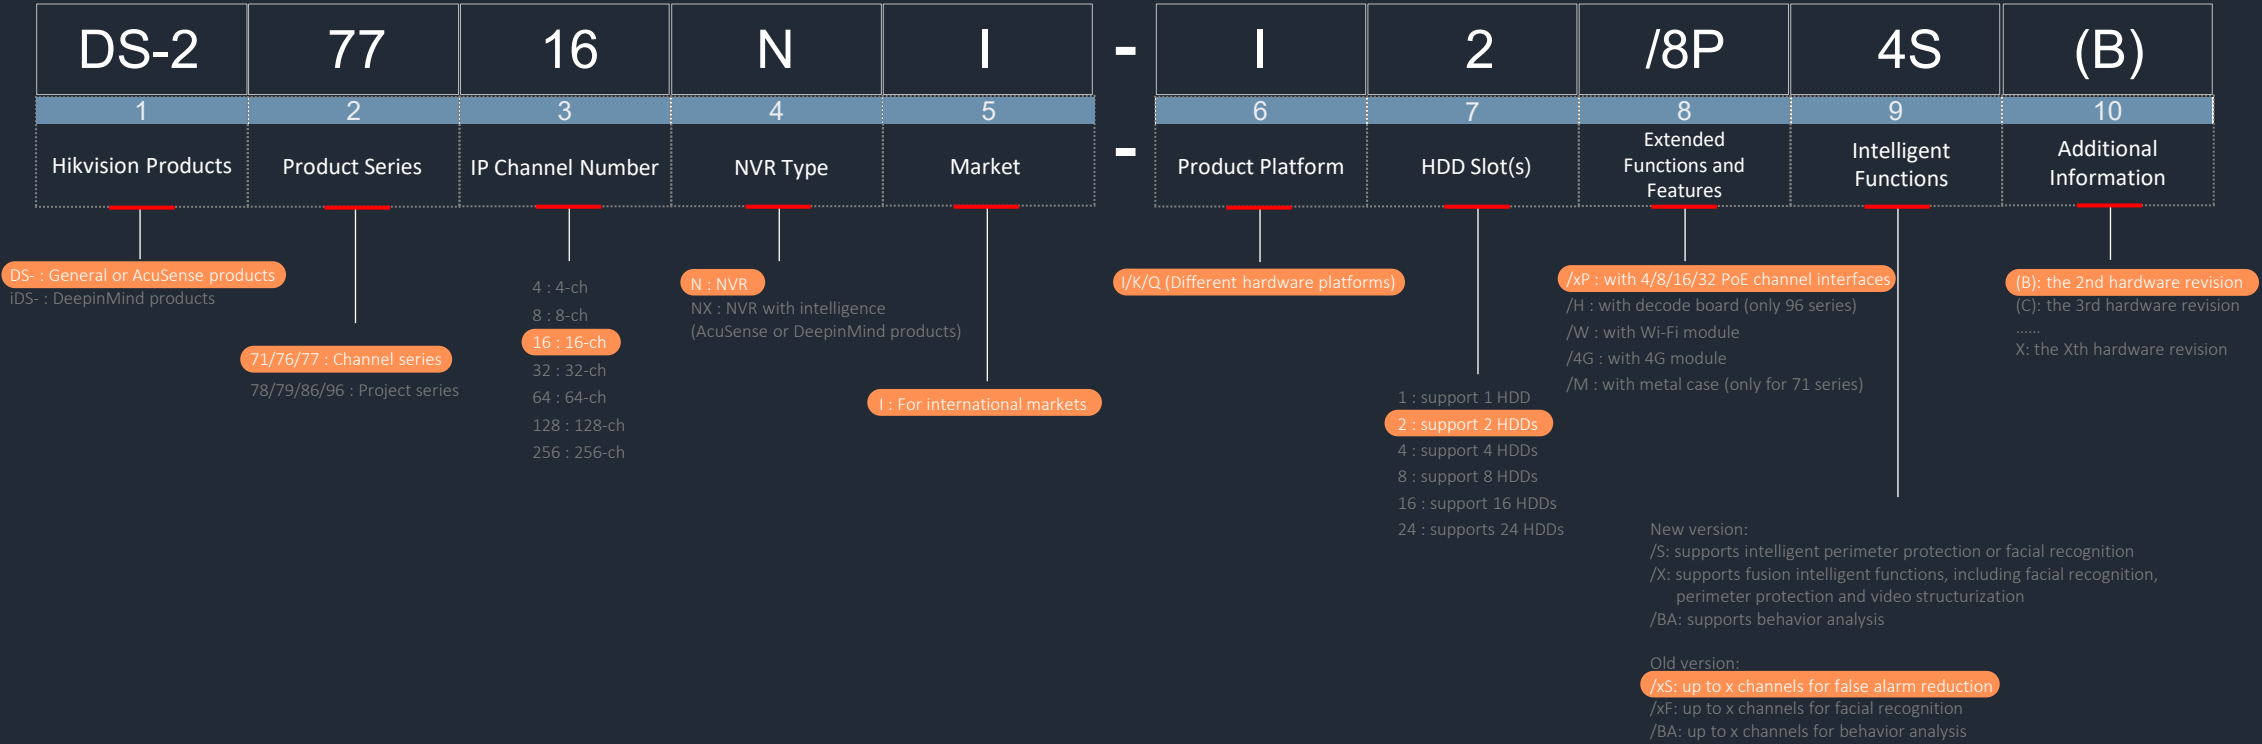 DS-2 77 16 N I - I 2 /8P 4S (B)
1 2 3 4 5 6 7 8 9 10
Hikvision Products
Product Series
IP Channel Number
NVR Type
Market
-
Product Platform
HDD Slot(s)
Extended
Functions and
Features
Intelligent
Functions
Additional
Information
DS- : General or AcuSense products
iDS- : DeepinMind products
71/76/77 : Channel series
78/79/86/96 : Project series
4 : 4-ch
8 : 8-ch
16 : 16-ch
32 : 32-ch
64 : 64-ch
128 : 128-ch
256 : 256-ch
N : NVR
NX : NVR with intelligence
(AcuSense or DeepinMind products)
I : For international markets
I/K/Q (Different hardware platforms)
1 : support 1 HDD
2 : support 2 HDDs
4 : support 4 HDDs
8 : support 8 HDDs
16 : support 16 HDDs
24 : supports 24 HDDs
/xP : with 4/8/16/32 PoE channel interfaces
/H : with decode board (only 96 series)
/W : with Wi-Fi module
/4G : with 4G module
/M : with metal case (only for 71 series)
New version:
/S: supports intelligent perimeter protection or facial recognition
/X: supports fusion intelligent functions, including facial recognition,
perimeter protection and video structurization
/BA: supports behavior analysis
Old version:
/xS: up to x channels for false alarm reduction
/xF: up to x channels for facial recognition
/BA: up to x channels for behavior analysis
(B): the 2nd hardware revision
(C): the 3rd hardware revision
......
X: the Xth hardware revision